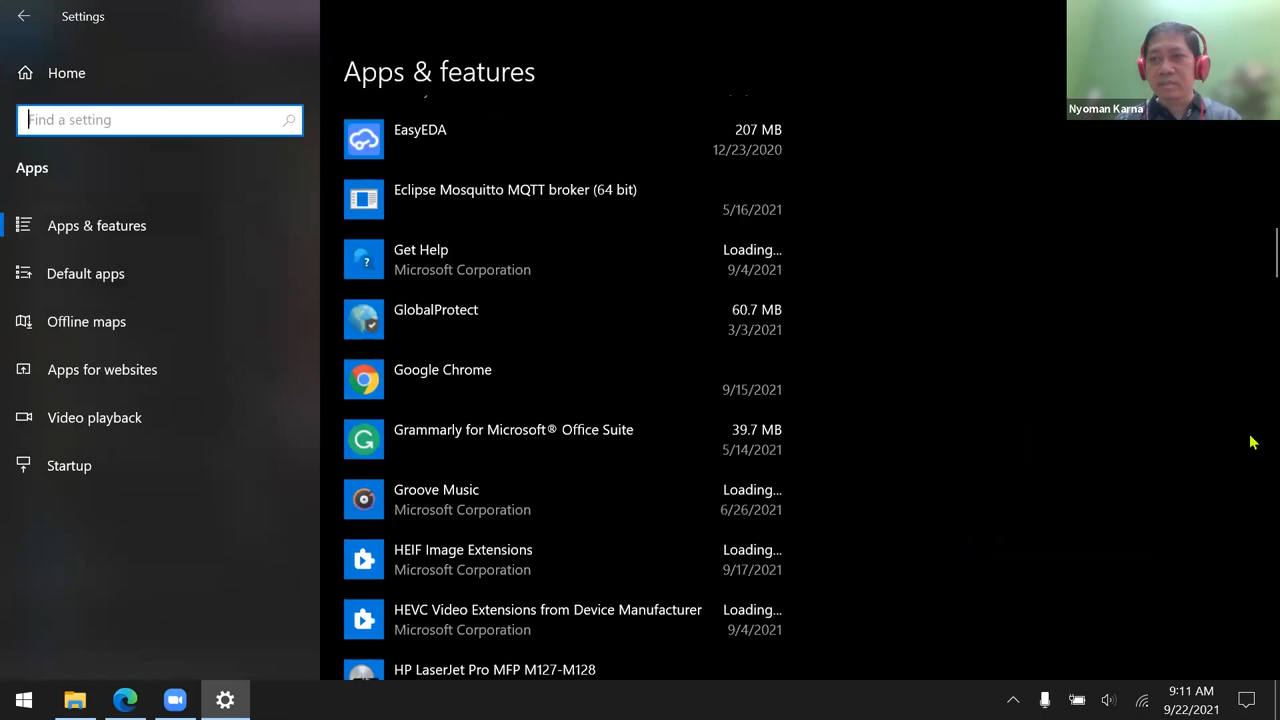 Settings
Home
Find a setting
Apps
Apps & features
Default apps
Offline maps
Apps for websites
Video playback
Startup
Apps & features
EasyEDA
207 MB
12/23/2020
Eclipse Mosquitto MQTT broker (64 bit)
5/16/2021
Get Help
Loading...
Microsoft Corporation
9/4/2021
GlobalProtect
60.7 MB
3/3/2021
Google Chrome
9/15/2021
Grammarly for Microsoft® Office Suite
39.7 MB
5/14/2021
Groove Music
Loading...
Microsoft Corporation
6/26/2021
HEIF Image Extensions
Loading...
Microsoft Corporation
9/17/2021
HEVC Video Extensions from Device Manufacturer
Loading...
Microsoft Corporation
9/4/2021
HP LaserJet Pro MFP M127-M128
Nyoman Karna
9:11 AM
9/22/2021